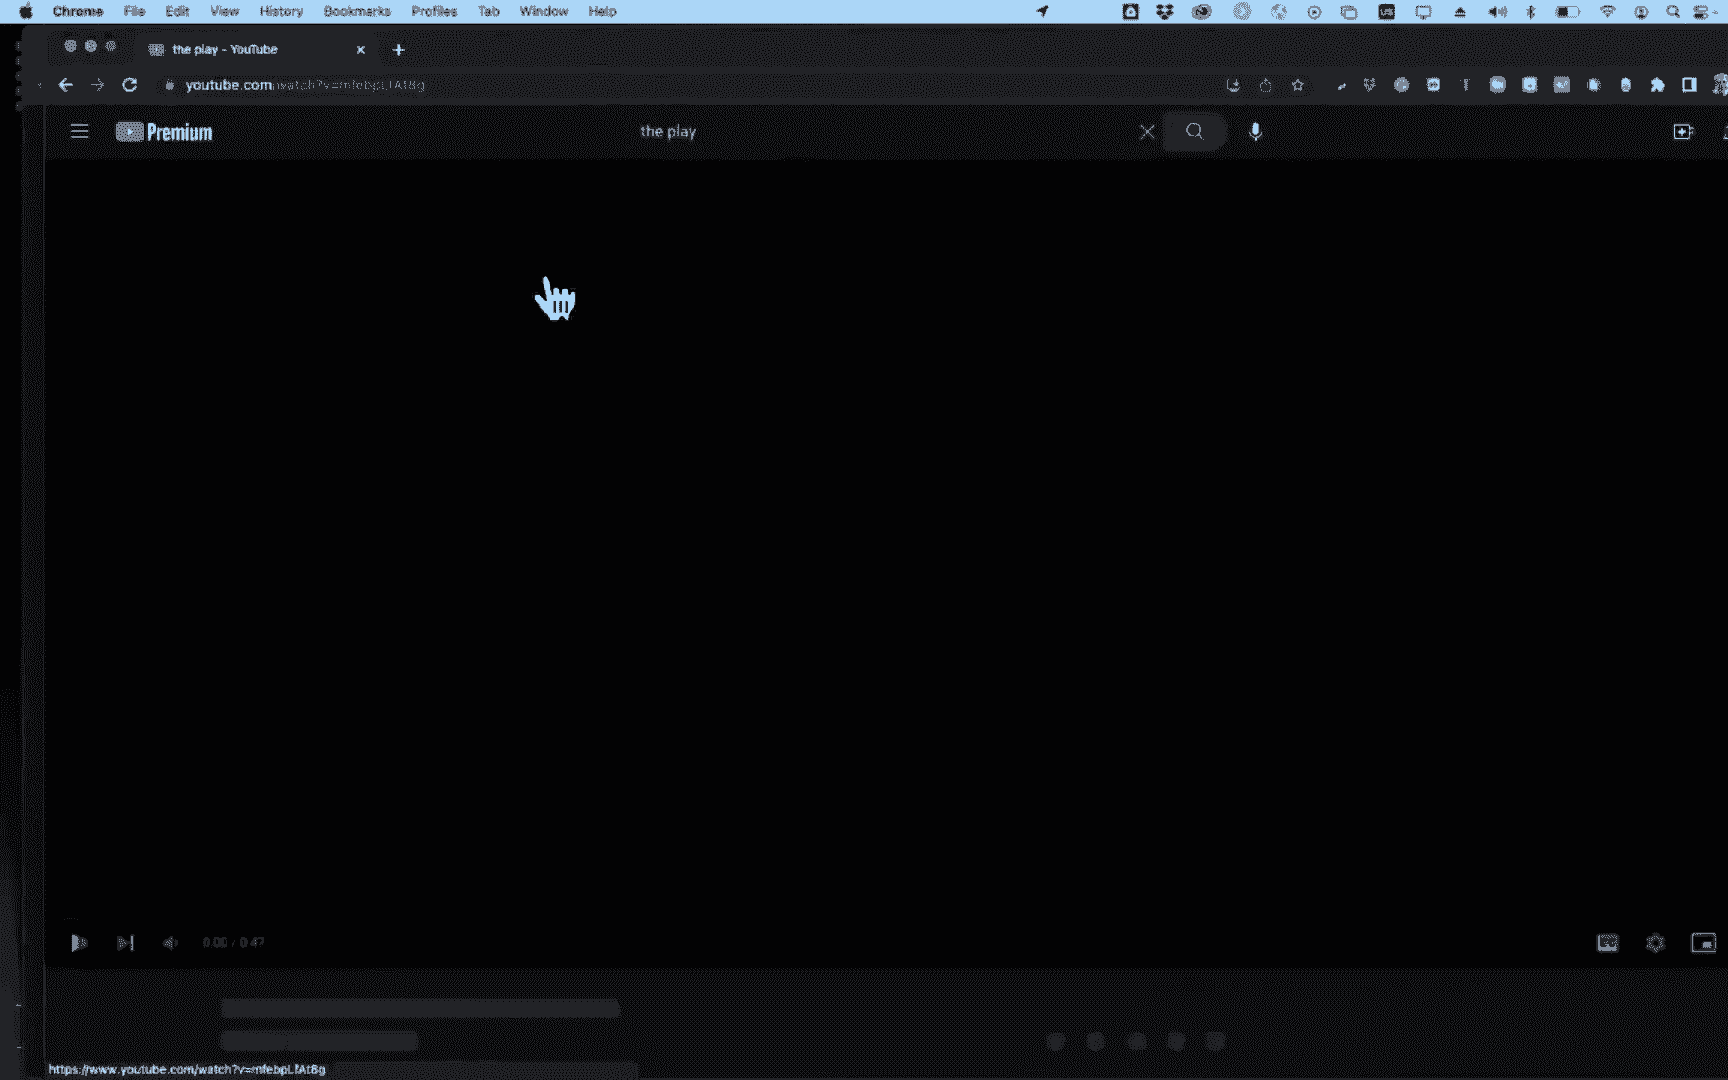 Chrome File Edit View History Bookmarks Profiles Tab Window Help
the play - YouTube
youtube.com/watch?v=mfebpLfAt8g
Premium
the play
0:00 / 0:47
https://www.youtube.com/watch?v=mfebpLfAt8g